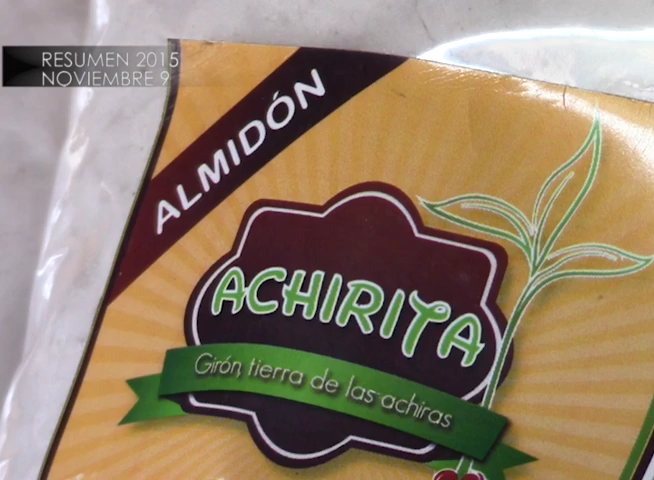 RESUMEN 2015
NOVIEMBRE 9
ALMIDÓN
ACHIRITA
Girón, tierra de las achiras